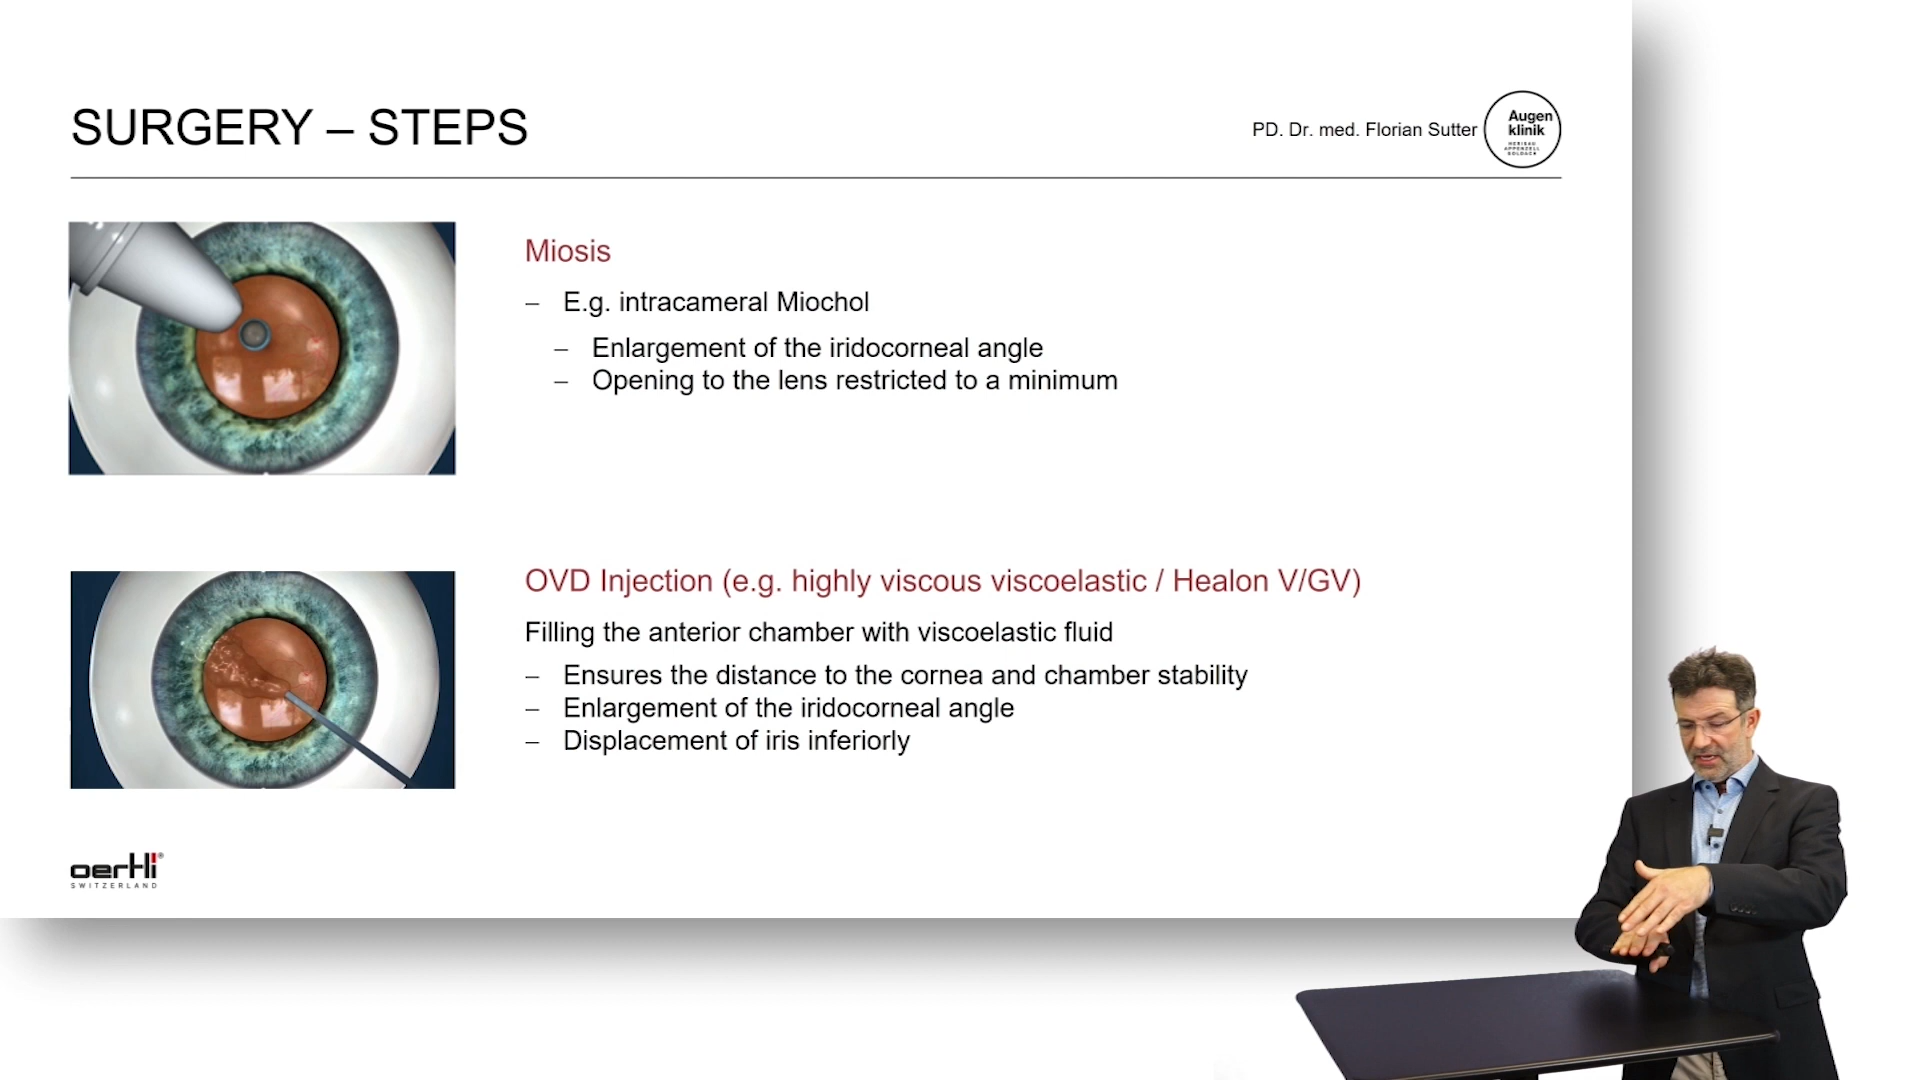 SURGERY – STEPS
PD. Dr. med. Florian Sutter
Augen
klinik
HERISAU
APPENZELL
GOLDACH
Miosis
– E.g. intracameral Miochol
– Enlargement of the iridocorneal angle
– Opening to the lens restricted to a minimum
OVD Injection (e.g. highly viscous viscoelastic / Healon V/GV)
Filling the anterior chamber with viscoelastic fluid
– Ensures the distance to the cornea and chamber stability
– Enlargement of the iridocorneal angle
– Displacement of iris inferiorly
oertli®
SWITZERLAND